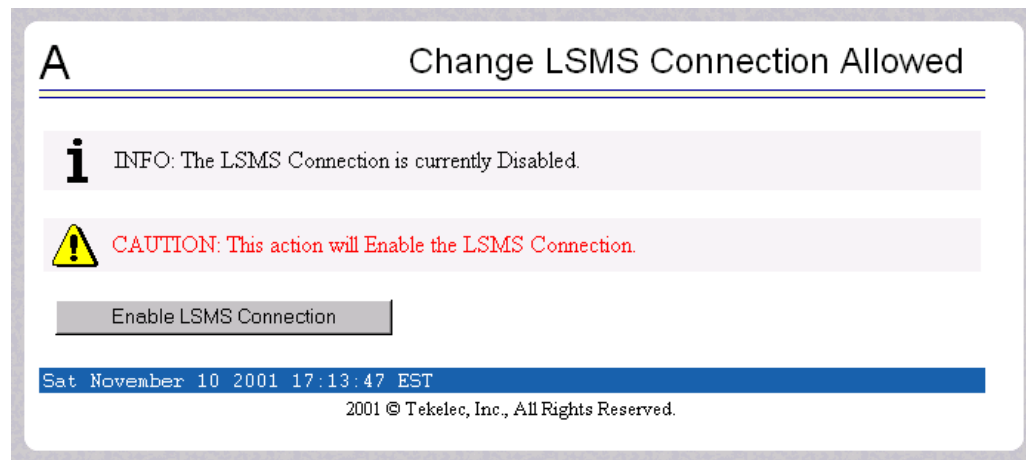 A
Change LSMS Connection Allowed
INFO: The LSMS Connection is currently Disabled.
CAUTION: This action will Enable the LSMS Connection.
Enable LSMS Connection
Sat November 10 2001 17:13:47 EST
2001 © Tekelec, Inc., All Rights Reserved.